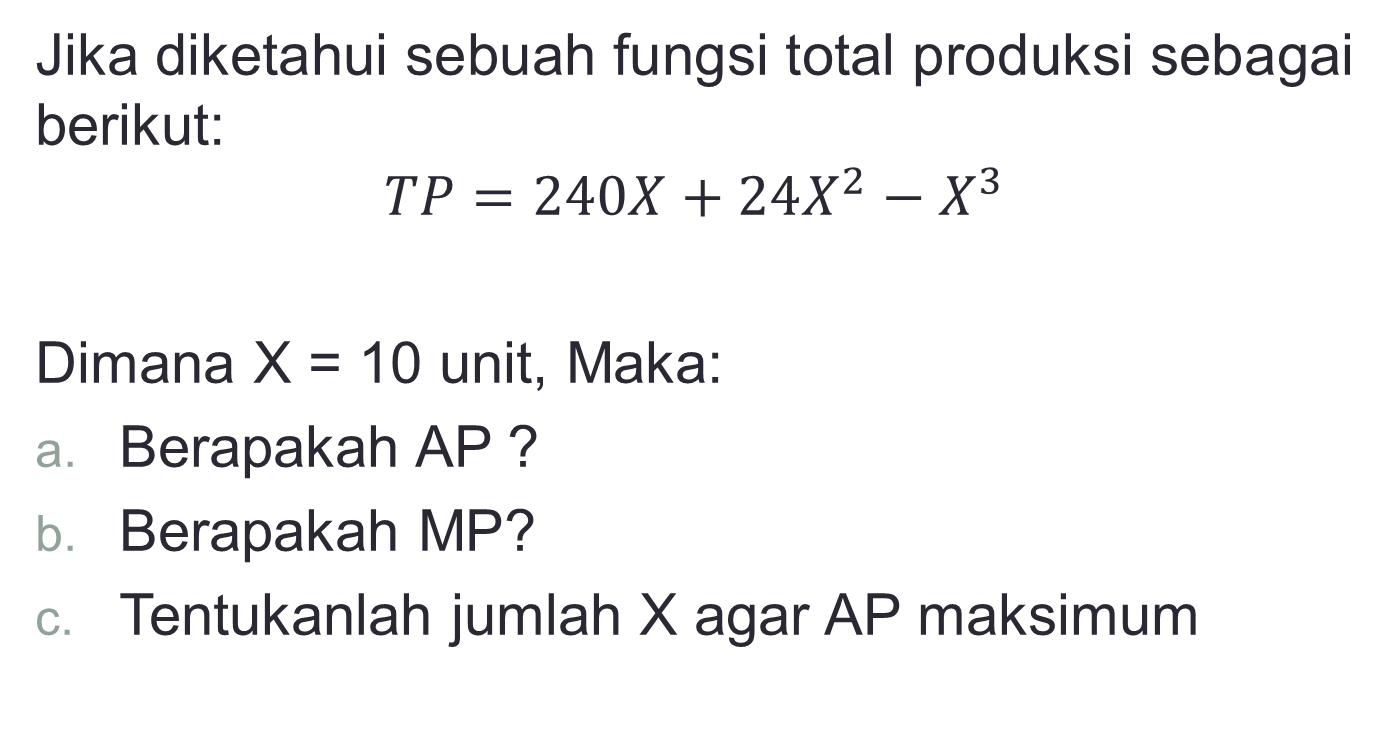 Jika diketahui sebuah fungsi total produksi sebagai
berikut:
TP = 240X + 24X² − X³
Dimana X = 10 unit, Maka:
a. Berapakah AP ?
b. Berapakah MP?
c. Tentukanlah jumlah X agar AP maksimum